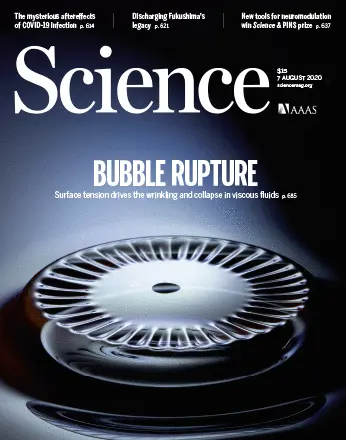 The mysterious aftereffects
of COVID-19 infection p. 614
Discharging Fukushima's
legacy p. 621
New tools for neuromodulation
win Science & PINS prize p. 637
Science
$15
7 AUGUST 2020
sciencemag.org
AAAS
BUBBLE RUPTURE
Surface tension drives the wrinkling and collapse in viscous fluids p. 685